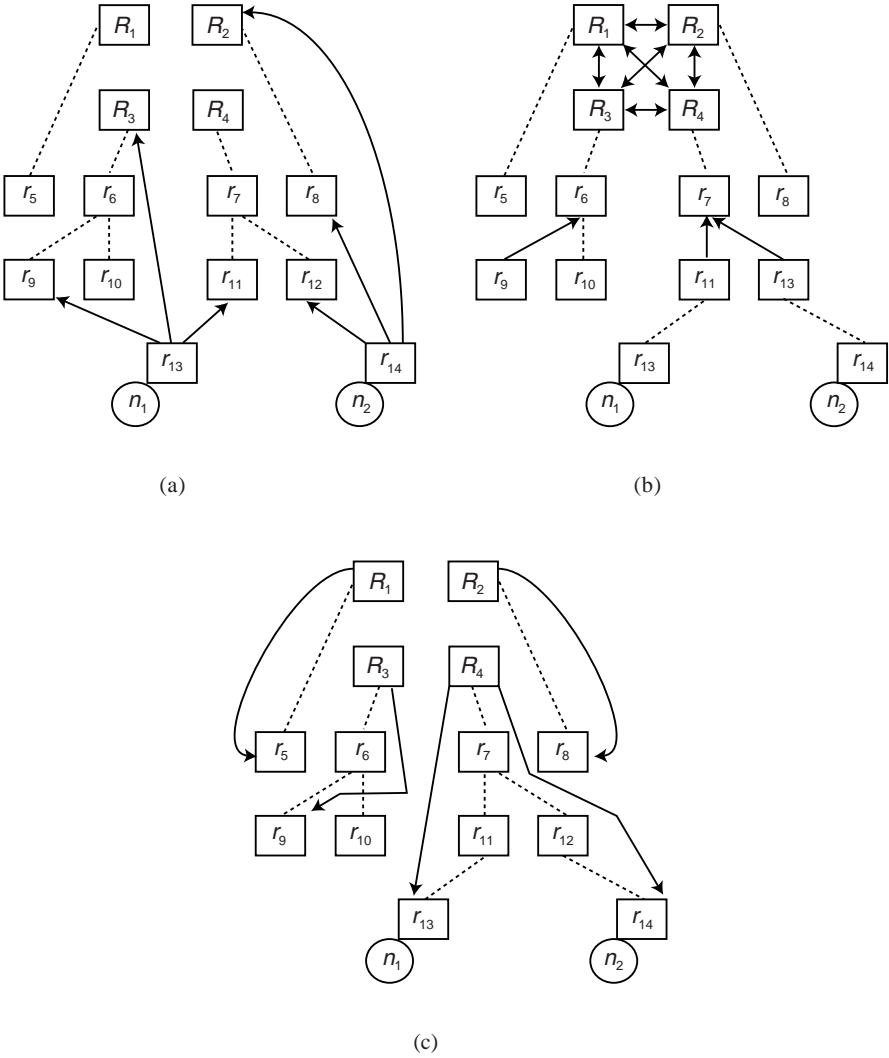 R1 R2 R1 R2
R3 R4 R3 R4
r5 r6 r7 r8 r5 r6 r7 r8
r9 r10 r11 r12 r9 r10 r11 r13
r13 r14 r13 r14
n1 n2 n1 n2
(a) (b)
R1 R2
R3 R4
r5 r6 r7 r8
r9 r10 r11 r12
r13 r14
n1 n2
(c)